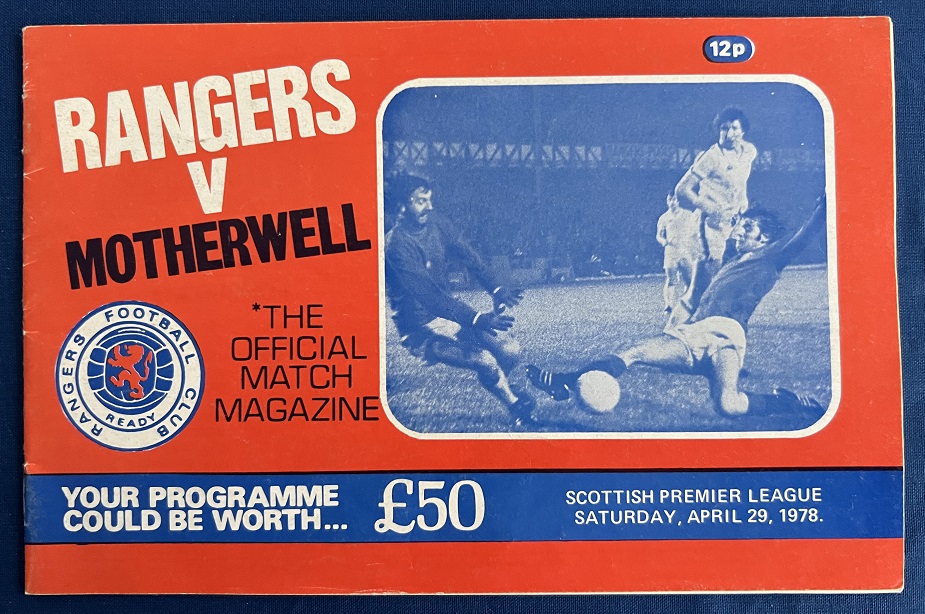 12p
RANGERS
V
MOTHERWELL
RANGERS FOOTBALL CLUB
READY
*THE
OFFICIAL
MATCH
MAGAZINE
YOUR PROGRAMME
COULD BE WORTH...
£50
SCOTTISH PREMIER LEAGUE
SATURDAY, APRIL 29, 1978.